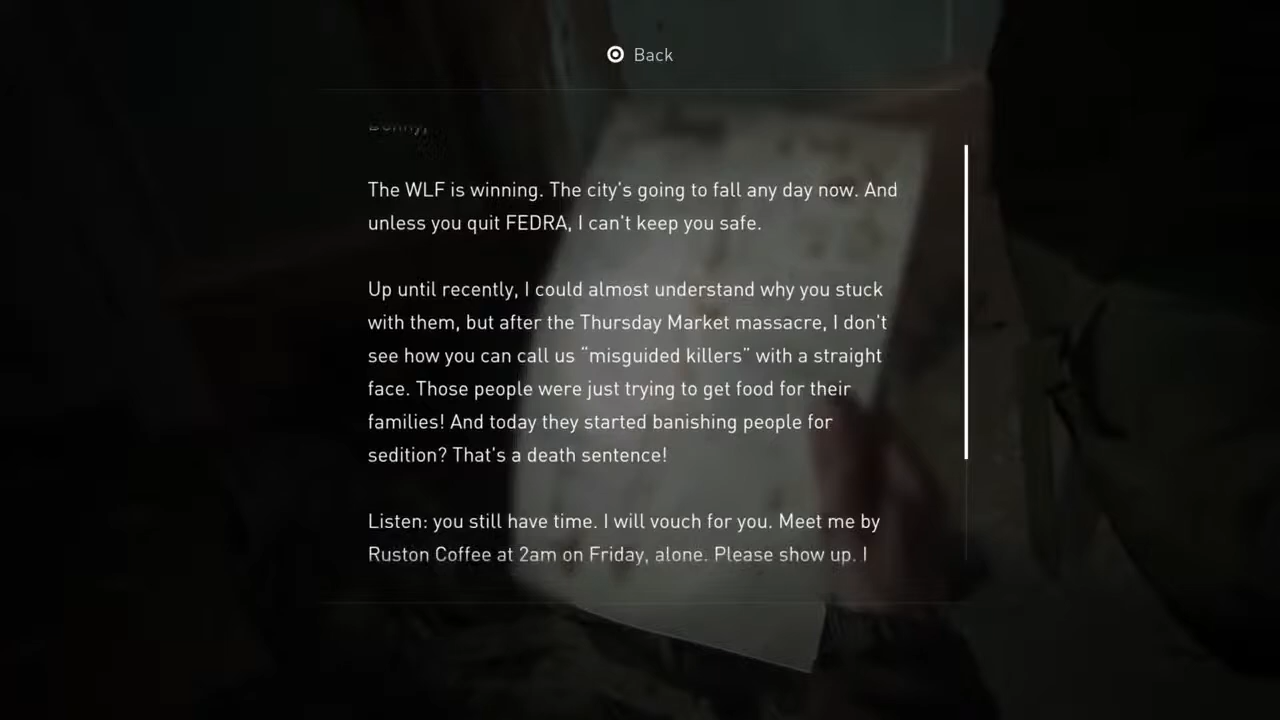 Back
The WLF is winning. The city's going to fall any day now. And
unless you quit FEDRA, I can't keep you safe.
Up until recently, I could almost understand why you stuck
with them, but after the Thursday Market massacre, I don't
see how you can call us “misguided killers” with a straight
face. Those people were just trying to get food for their
families! And today they started banishing people for
sedition? That's a death sentence!
Listen: you still have time. I will vouch for you. Meet me by
Ruston Coffee at 2am on Friday, alone. Please show up. I